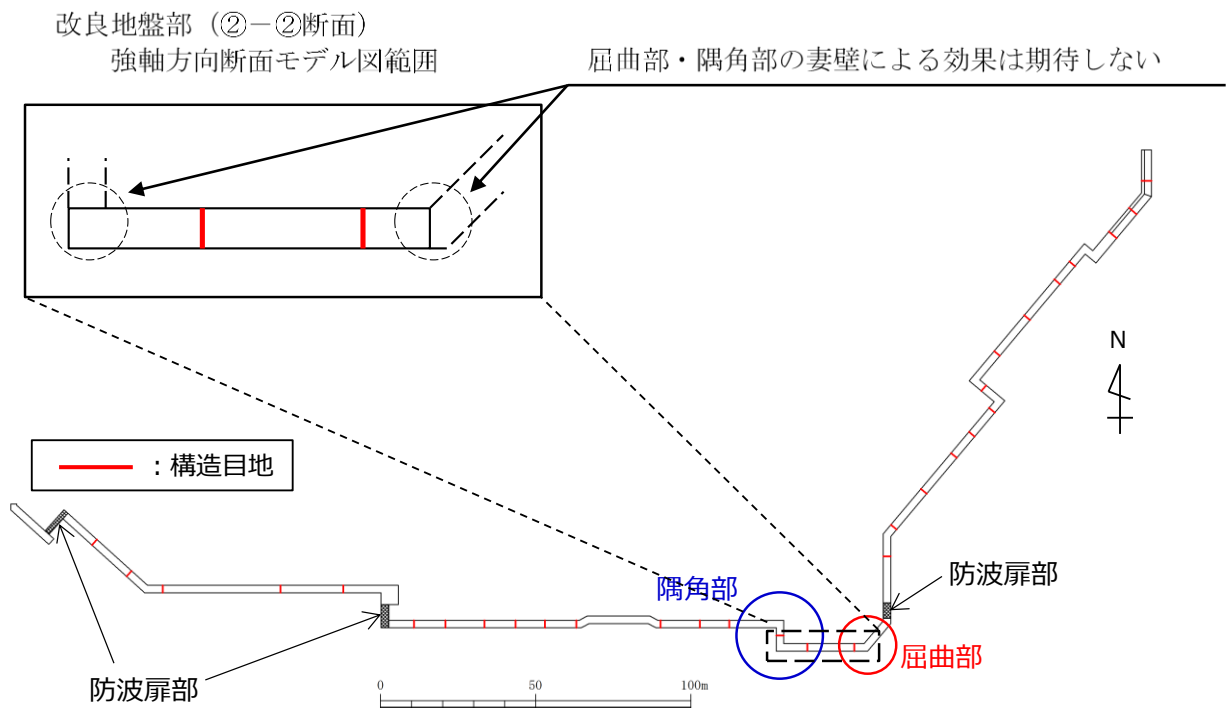 改良地盤部（②－②断面）
強軸方向断面モデル図範囲
屈曲部・隅角部の妻壁による効果は期待しない
N
：構造目地
防波扉部
隅角部
屈曲部
防波扉部
0 50 100m